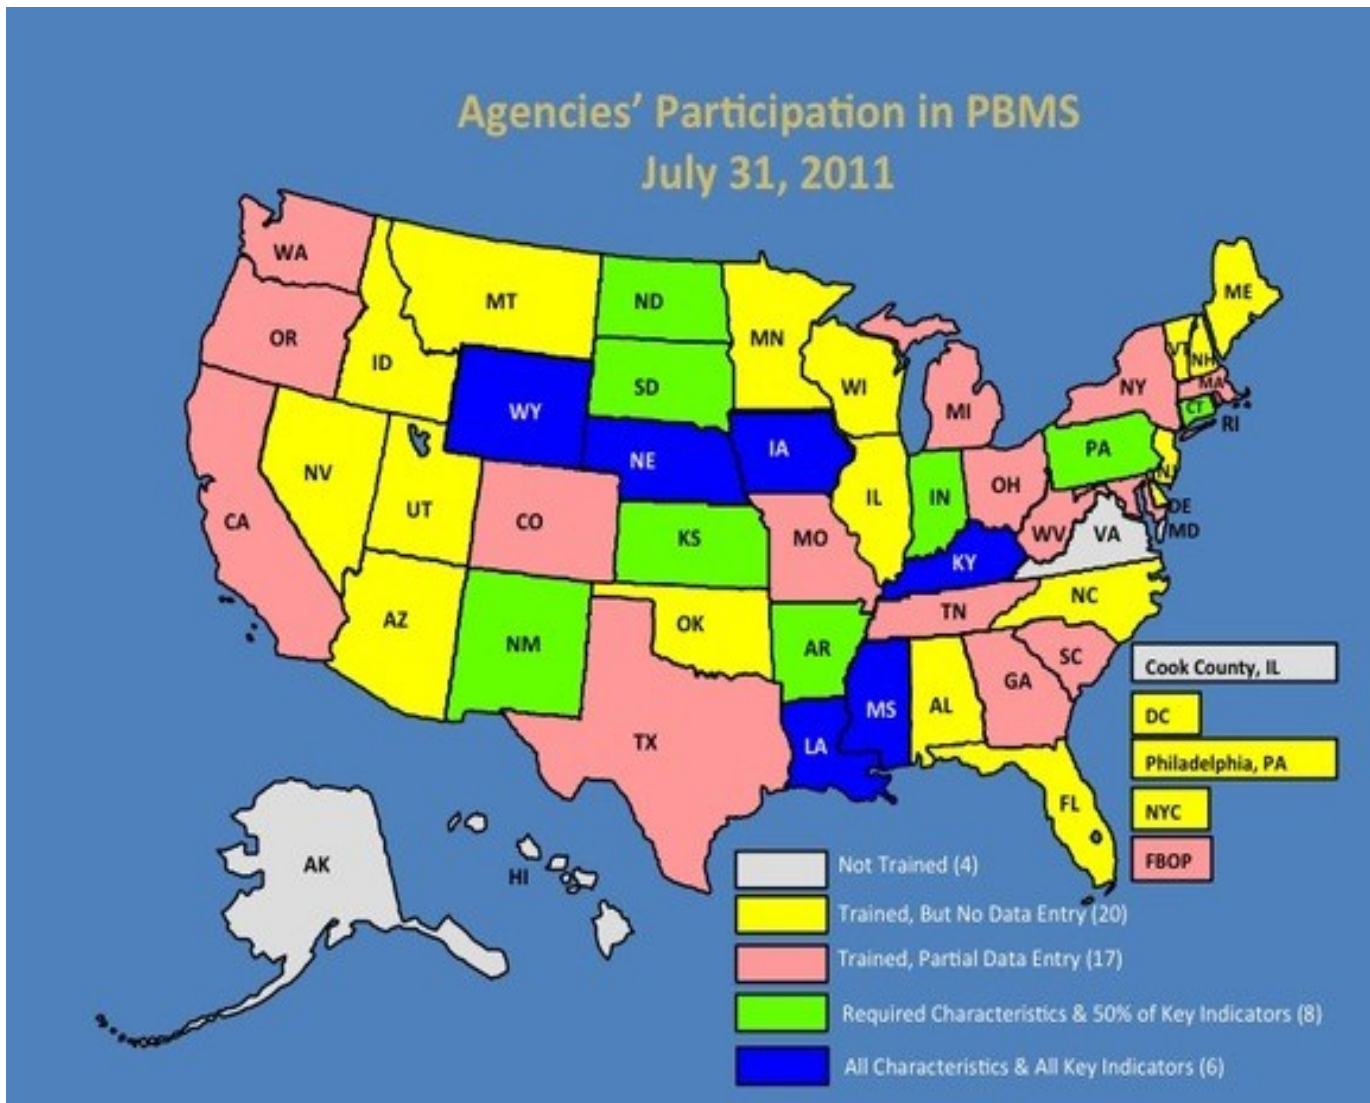 Agencies' Participation in PBMS
July 31, 2011
WA
OR
CA
ID
NV
MT
WY
UT
AZ
CO
NM
ND
SD
NE
KS
OK
TX
MN
IA
MO
AR
LA
WI
IL
MI
IN
OH
KY
TN
MS
AL
GA
FL
SC
NC
VA
WV
PA
NY
VT
NH
ME
MA
CT
RI
NJ
DE
MD
AK
HI
Cook County, IL
DC
Philadelphia, PA
NYC
FBOP
Not Trained (4)
Trained, But No Data Entry (20)
Trained, Partial Data Entry (17)
Required Characteristics & 50% of Key Indicators (8)
All Characteristics & All Key Indicators (6)